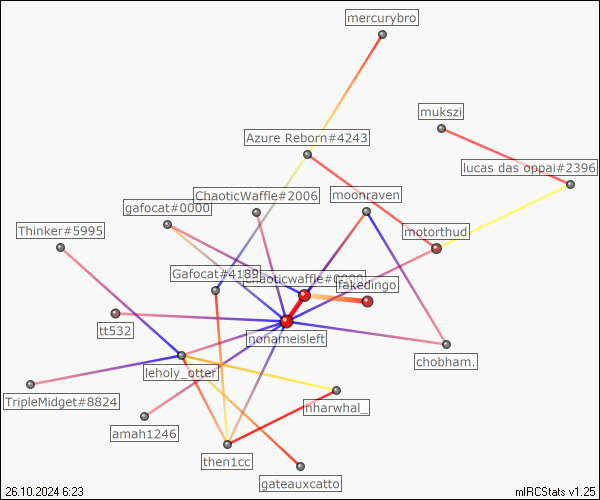 mercurybro
mukszi
Azure Reborn#4243
lucas das oppai#2396
ChaoticWaffle#2006
moonraven
gafocat#0000
Thinker#5995
motorthud
Gafocat#4189
chaoticwaffle#0000
fakedingo
tt532
nonameisleft
chobham.
leholy_otter
TripleMidget#8824
nharwhal_
amah1246
then1cc
gateauxcatto
26.10.2024 6:23
mIRCStats v1.25